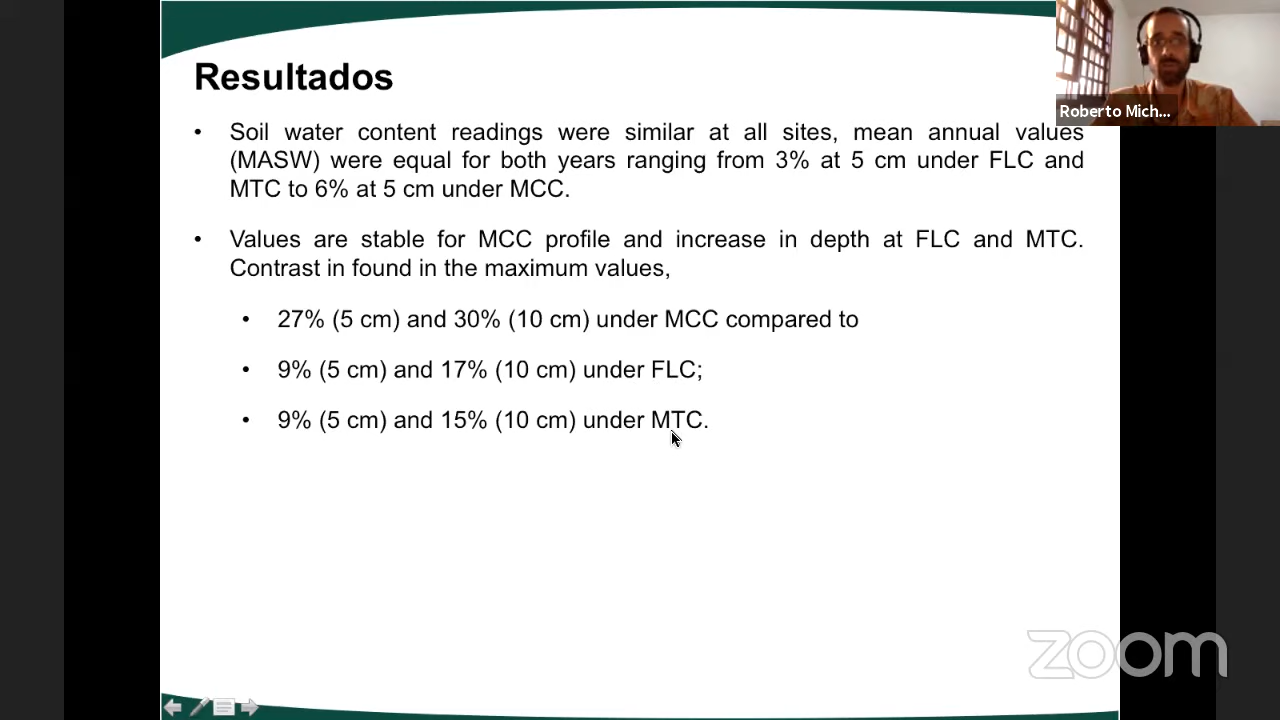 Resultados
Roberto Mich...
• Soil water content readings were similar at all sites, mean annual values
(MASW) were equal for both years ranging from 3% at 5 cm under FLC and
MTC to 6% at 5 cm under MCC.
• Values are stable for MCC profile and increase in depth at FLC and MTC.
Contrast in found in the maximum values,
• 27% (5 cm) and 30% (10 cm) under MCC compared to
• 9% (5 cm) and 17% (10 cm) under FLC;
• 9% (5 cm) and 15% (10 cm) under MTC.
zoom